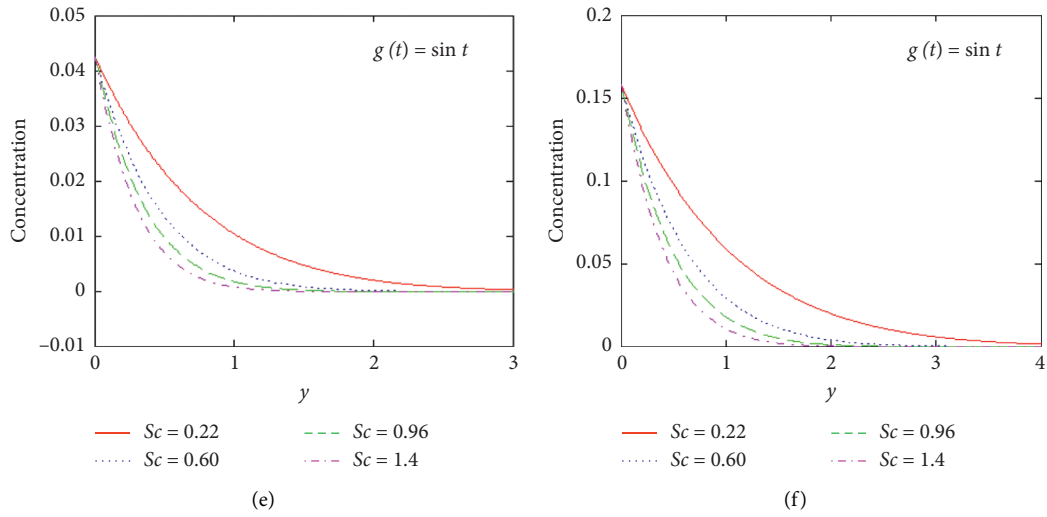 0.05
0.04
0.03
0.02
0.01
0
−0.01
Concentration
g (t) = sin t
0
1
2
3
y
Sc = 0.22
Sc = 0.96
Sc = 0.60
Sc = 1.4
(e)
0.2
0.15
0.1
0.05
0
Concentration
g (t) = sin t
0
1
2
3
4
y
Sc = 0.22
Sc = 0.96
Sc = 0.60
Sc = 1.4
(f)